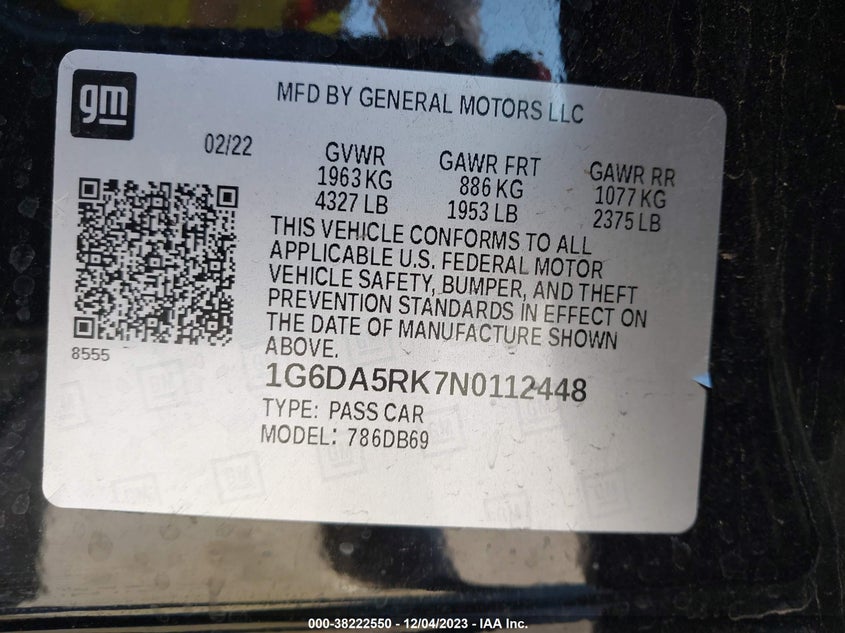 gm
MFD BY GENERAL MOTORS LLC
02/22
GVWR
1963 KG
4327 LB
GAWR FRT
886 KG
1953 LB
GAWR RR
1077 KG
2375 LB
THIS VEHICLE CONFORMS TO ALL
APPLICABLE U.S. FEDERAL MOTOR
VEHICLE SAFETY, BUMPER, AND THEFT
PREVENTION STANDARDS IN EFFECT ON
THE DATE OF MANUFACTURE SHOWN
ABOVE.
8555
1G6DA5RK7N0112448
TYPE: PASS CAR
MODEL: 786DB69
000-38222550 - 12/04/2023 - IAA Inc.